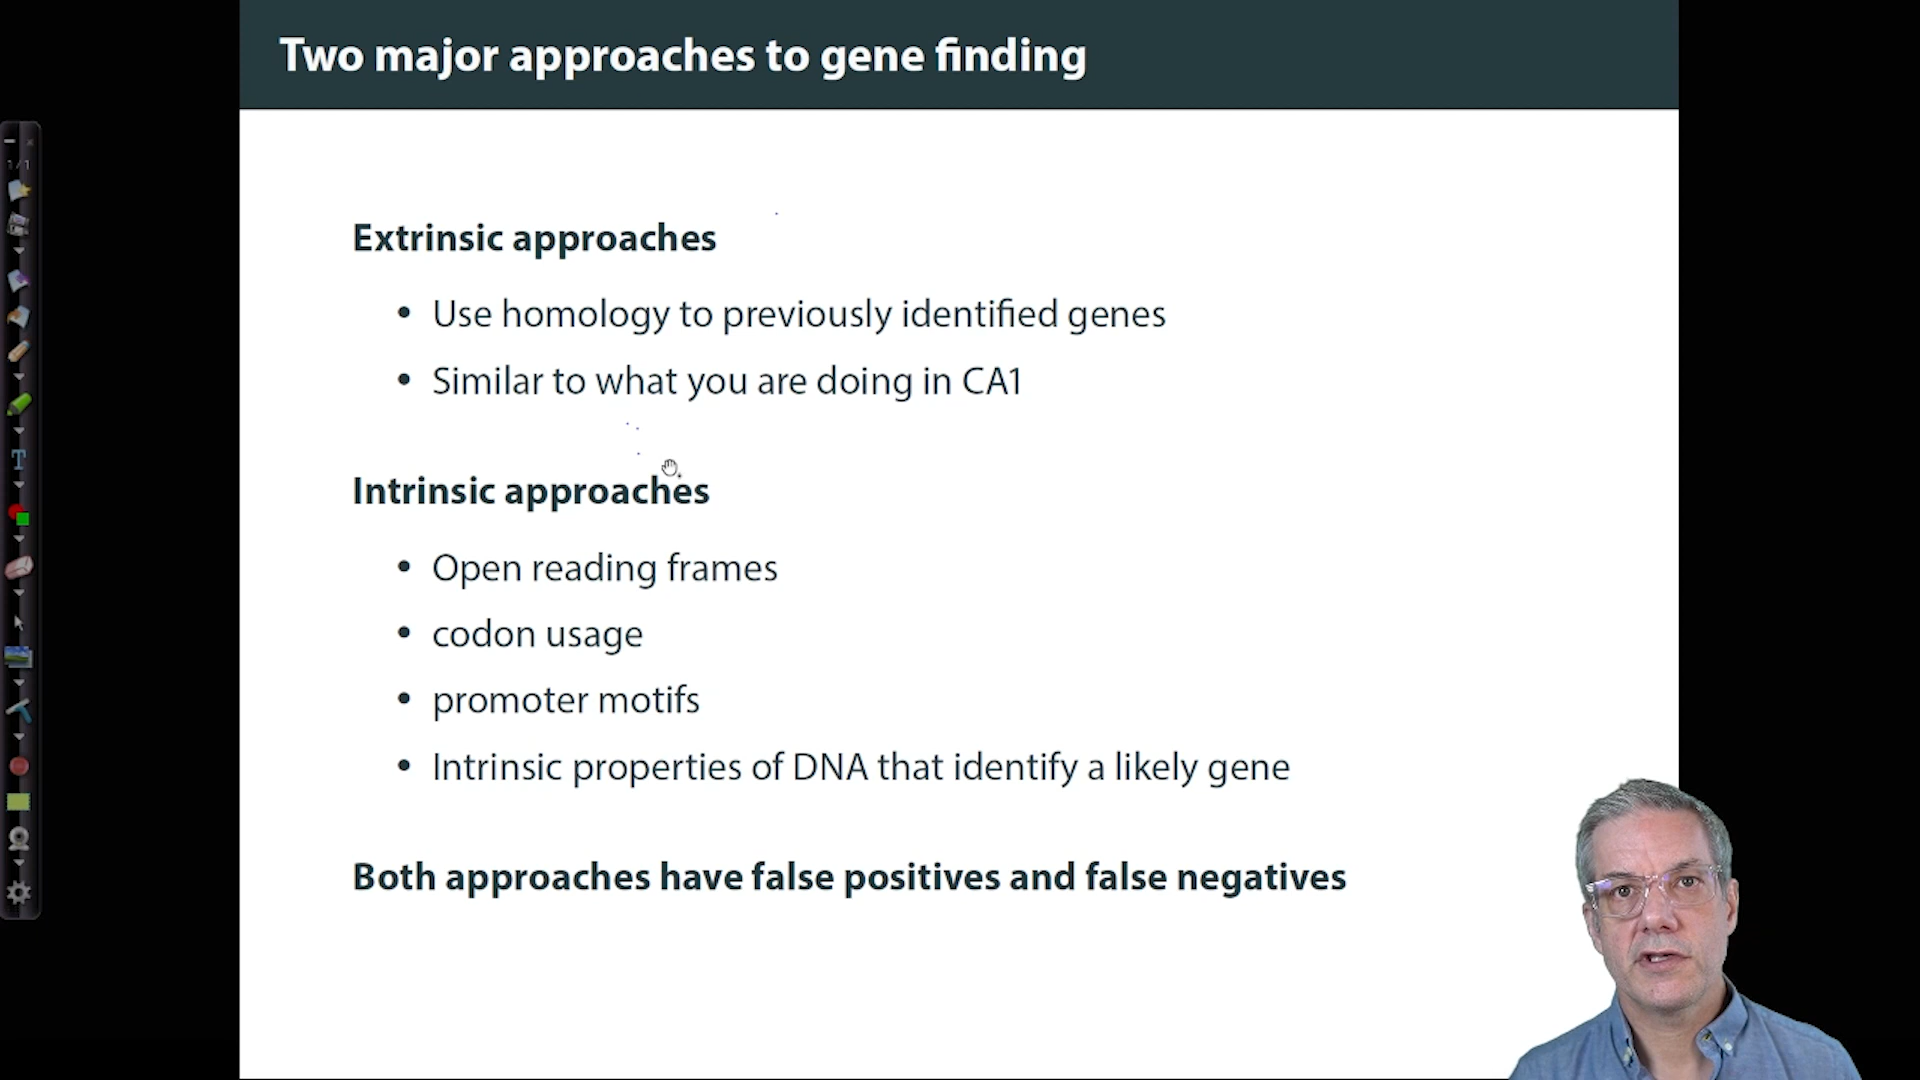 Two major approaches to gene finding
1/1
Extrinsic approaches
• Use homology to previously identified genes
• Similar to what you are doing in CA1
T
Intrinsic approaches
• Open reading frames
• codon usage
• promoter motifs
• Intrinsic properties of DNA that identify a likely gene
Both approaches have false positives and false negatives